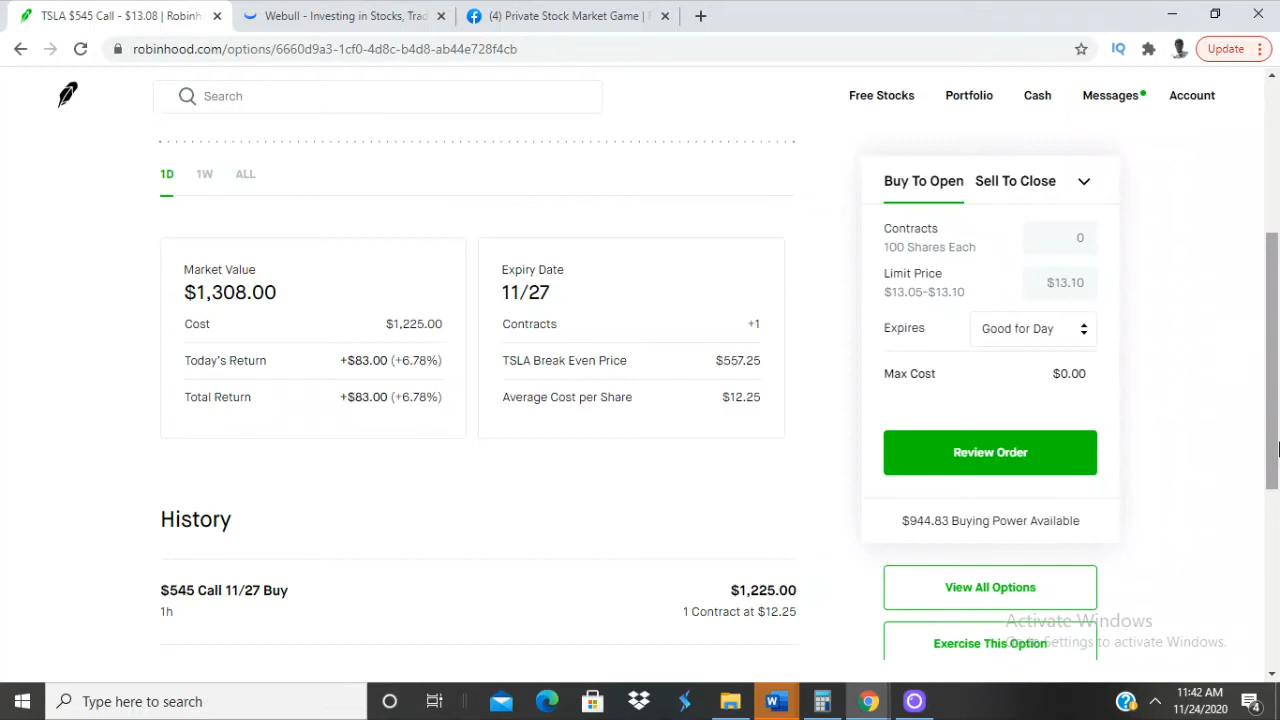 TSLA $545 Call - $13.08 | Robinh
Webull - Investing in Stocks, Trad
(4) Private Stock Market Game |
robinhood.com/options/6660d9a3-1cf0-4d8c-b4d8-ab44e728f4cb
IQ
Update
Search
Free Stocks
Portfolio
Cash
Messages
Account
1D
1W
ALL
Market Value
$1,308.00
Cost
$1,225.00
Today's Return
+$83.00 (+6.78%)
Total Return
+$83.00 (+6.78%)
Expiry Date
11/27
Contracts
+1
TSLA Break Even Price
$557.25
Average Cost per Share
$12.25
Buy To Open
Sell To Close
Contracts
100 Shares Each
0
Limit Price
$13.05-$13.10
$13.10
Expires
Good for Day
Max Cost
$0.00
Review Order
$944.83 Buying Power Available
View All Options
Exercise This Option
History
$545 Call 11/27 Buy
$1,225.00
1h
1 Contract at $12.25
Activate Windows
Go to Settings to activate Windows.
Type here to search
11:42 AM
11/24/2020
4